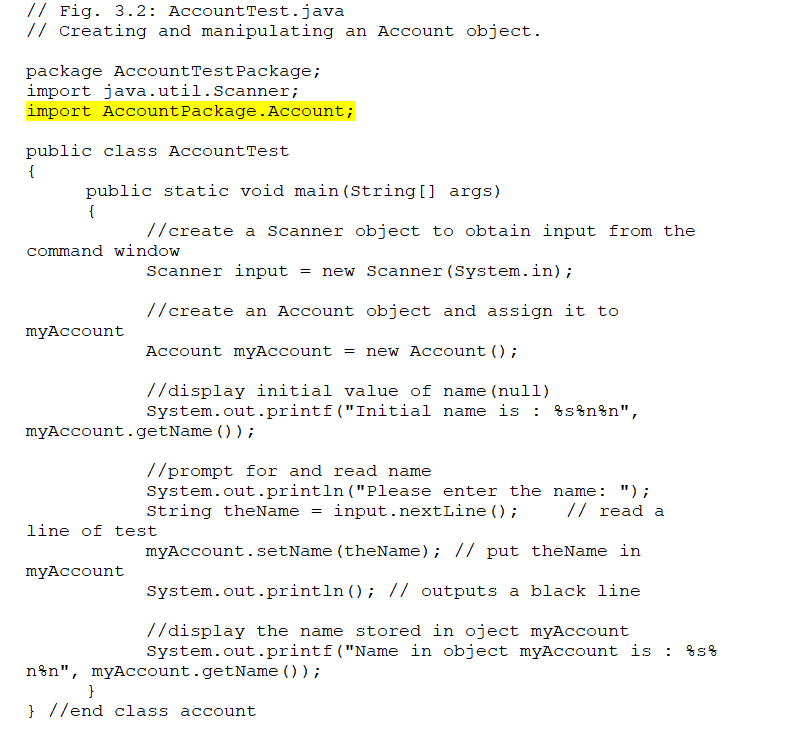 // Fig. 3.2: AccountTest.java
// Creating and manipulating an Account object.
package AccountTestPackage;
import java.util.Scanner;
import AccountPackage.Account;
public class AccountTest
{
public static void main(String[] args)
{
//create a Scanner object to obtain input from the
command window
Scanner input = new Scanner(System.in);
//create an Account object and assign it to
myAccount
Account myAccount = new Account();
//display initial value of name(null)
System.out.printf("Initial name is : %s%n%n",
myAccount.getName());
//prompt for and read name
System.out.println("Please enter the name: ");
String theName = input.nextLine();    // read a
line of test
myAccount.setName(theName); // put theName in
myAccount
System.out.println(); // outputs a black line
//display the name stored in oject myAccount
System.out.printf("Name in object myAccount is : %s%
n%n", myAccount.getName());
}
} //end class account